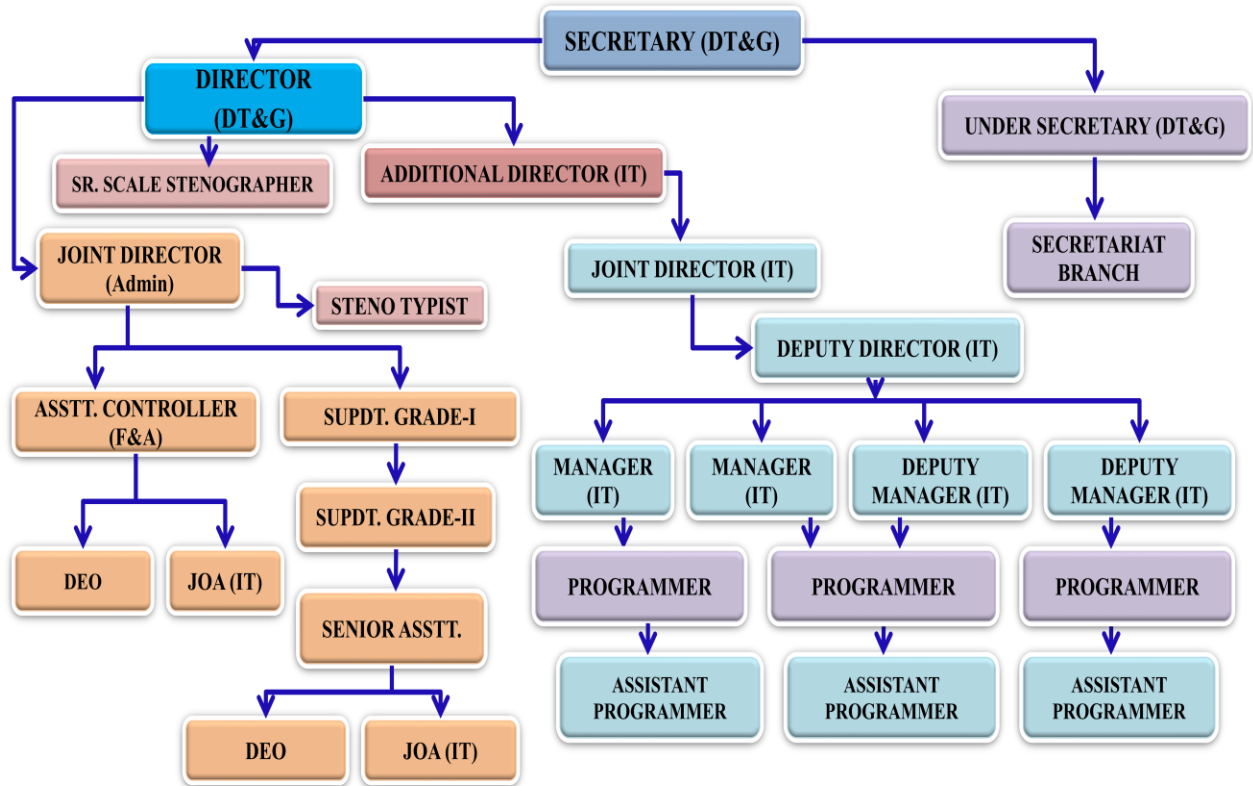 SECRETARY (DT&G)
DIRECTOR
(DT&G)
UNDER SECRETARY (DT&G)
SR. SCALE STENOGRAPHER
ADDITIONAL DIRECTOR (IT)
JOINT DIRECTOR
(Admin)
JOINT DIRECTOR (IT)
SECRETARIAT
BRANCH
STENO TYPIST
DEPUTY DIRECTOR (IT)
ASSTT. CONTROLLER
(F&A)
SUPDT. GRADE-I
MANAGER
(IT)
MANAGER
(IT)
DEPUTY
MANAGER (IT)
DEPUTY
MANAGER (IT)
SUPDT. GRADE-II
DEO
JOA (IT)
PROGRAMMER
PROGRAMMER
PROGRAMMER
SENIOR ASSTT.
ASSISTANT
PROGRAMMER
ASSISTANT
PROGRAMMER
ASSISTANT
PROGRAMMER
DEO
JOA (IT)